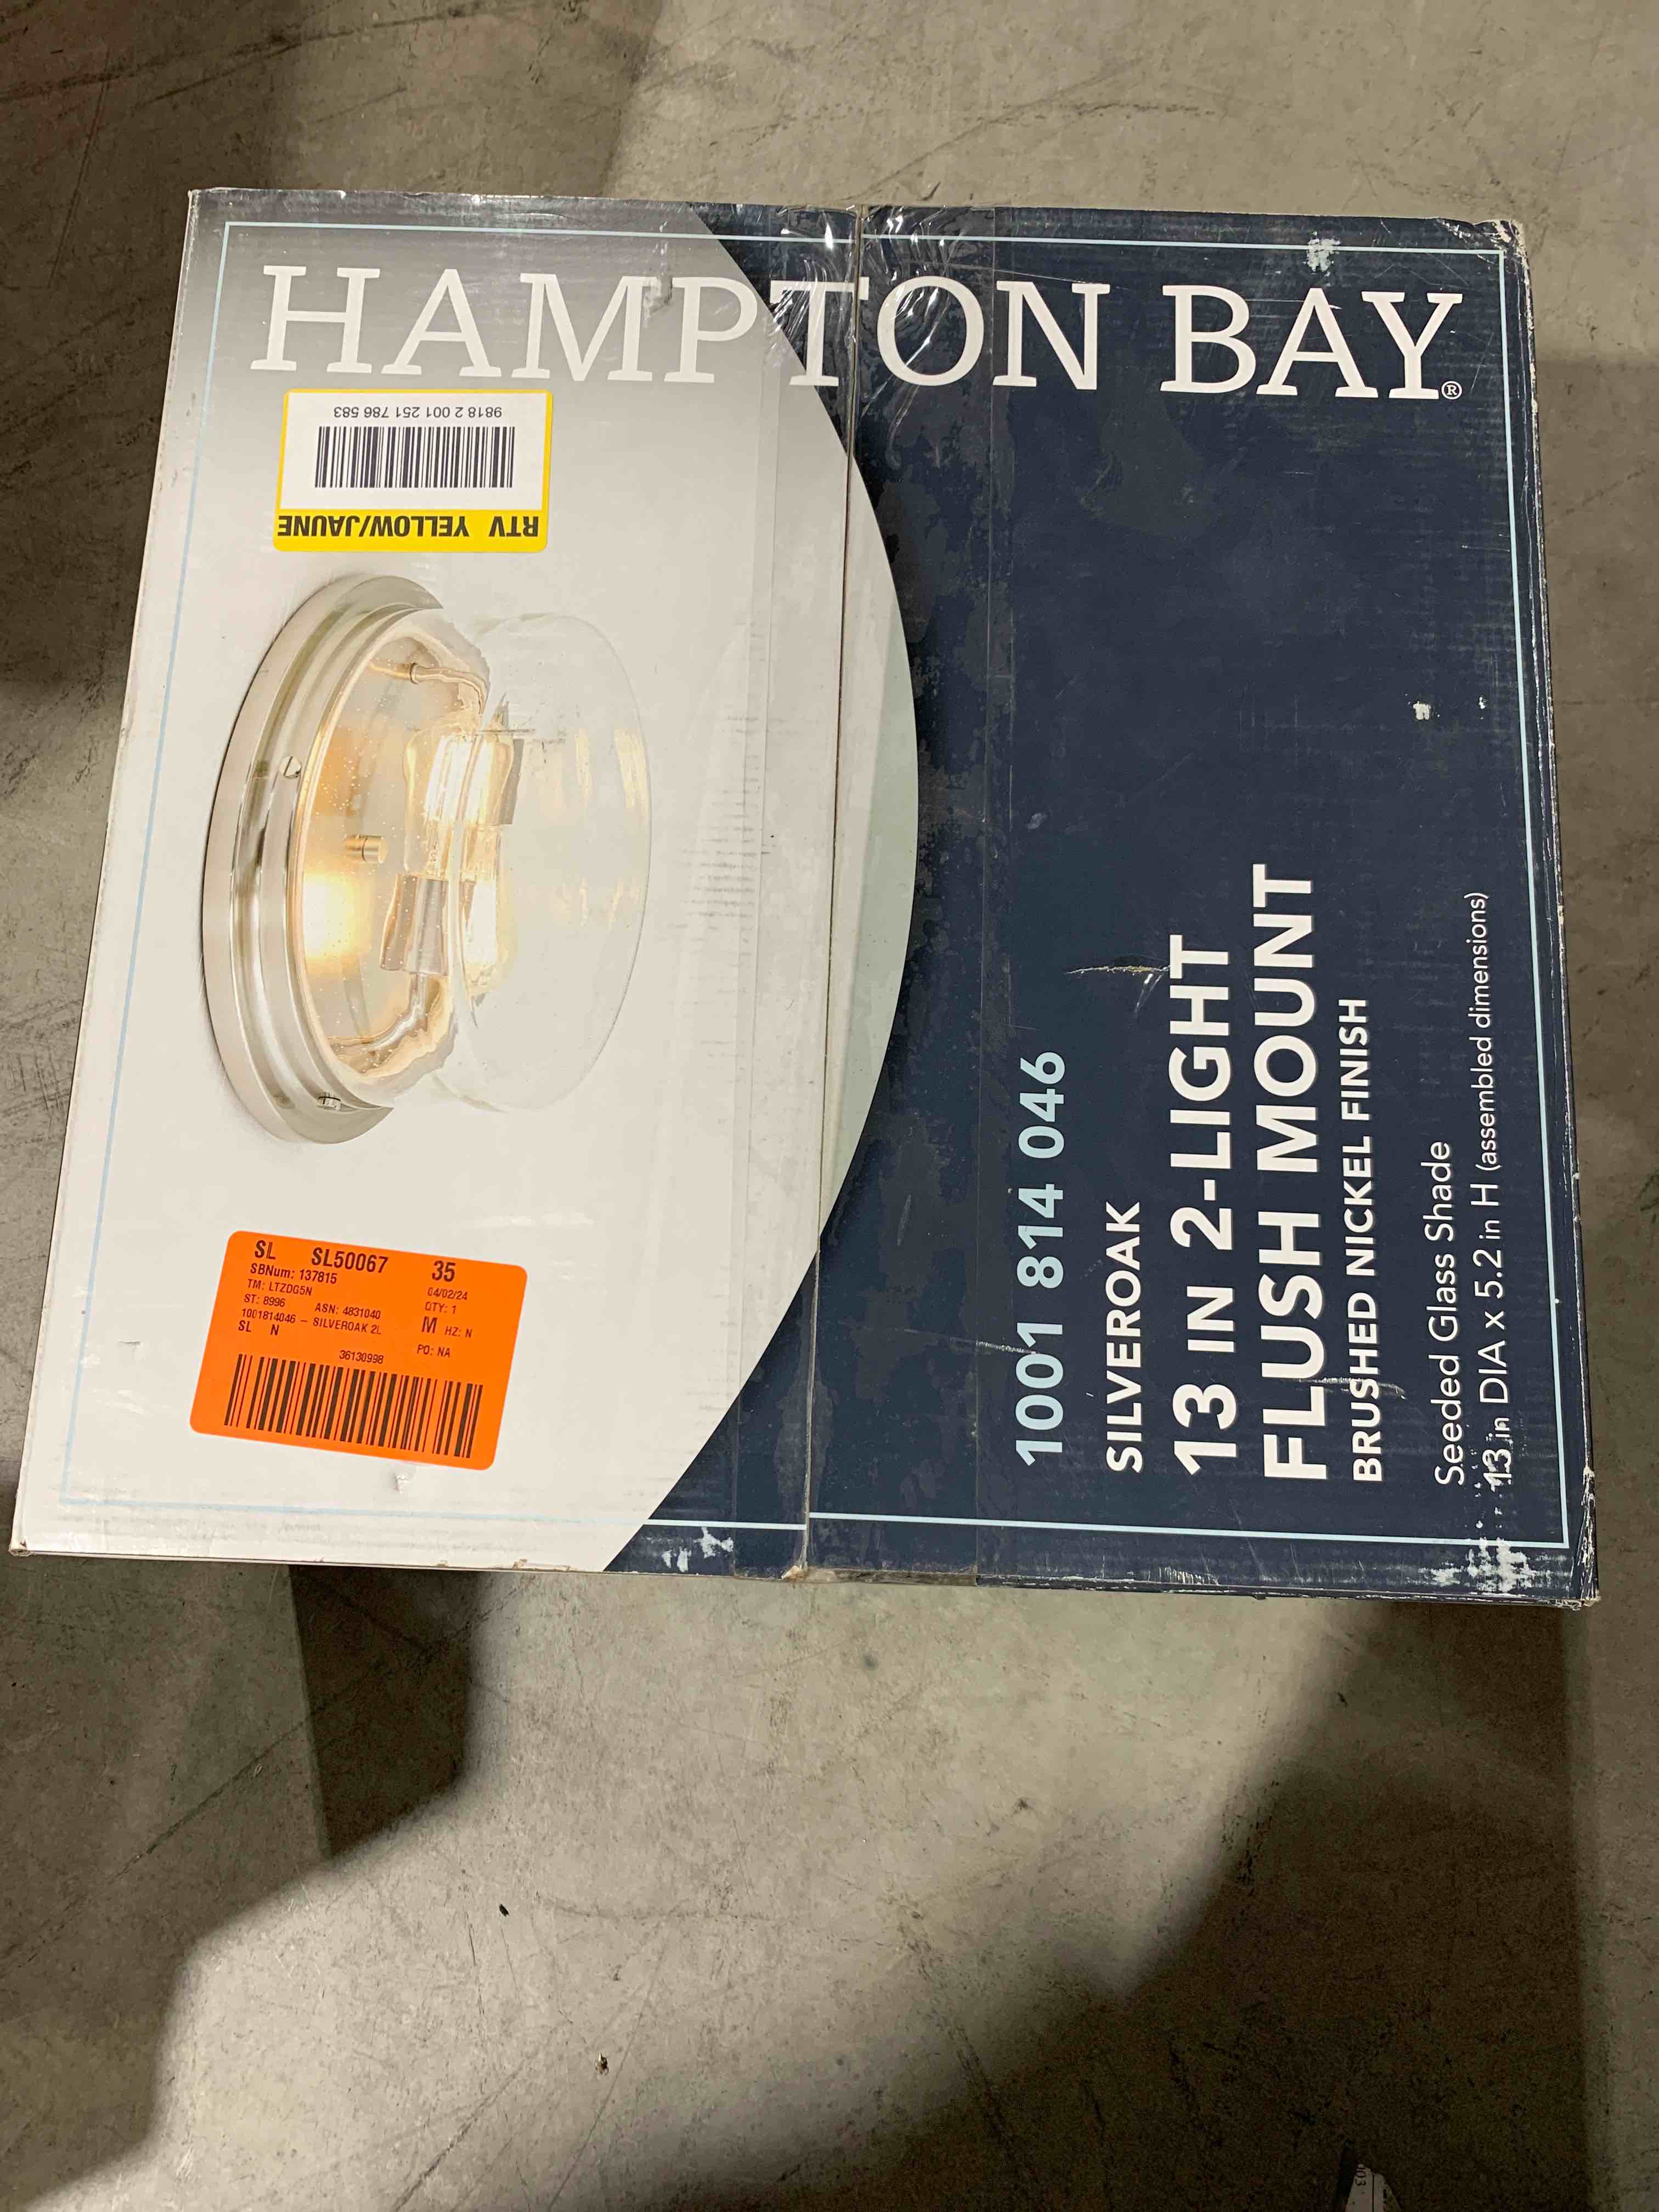 HAMPTON BAY®
9818 2 001 251 786 583
RTV YELLOW/JAUNE
SL SL50067 35
SBNum: 137815 04/02/24
TM: LTZDG5N QTY: 1
ST: 8996 ASN: 4831040 M HZ: N
1001814046 – SILVEROAK 2L
SL N PO: NA
36130998
1001 814 046
SILVEROAK
13 IN 2-LIGHT
FLUSH MOUNT
BRUSHED NICKEL FINISH
Seeded Glass Shade
13 in DIA x 5.2 in H (assembled dimensions)